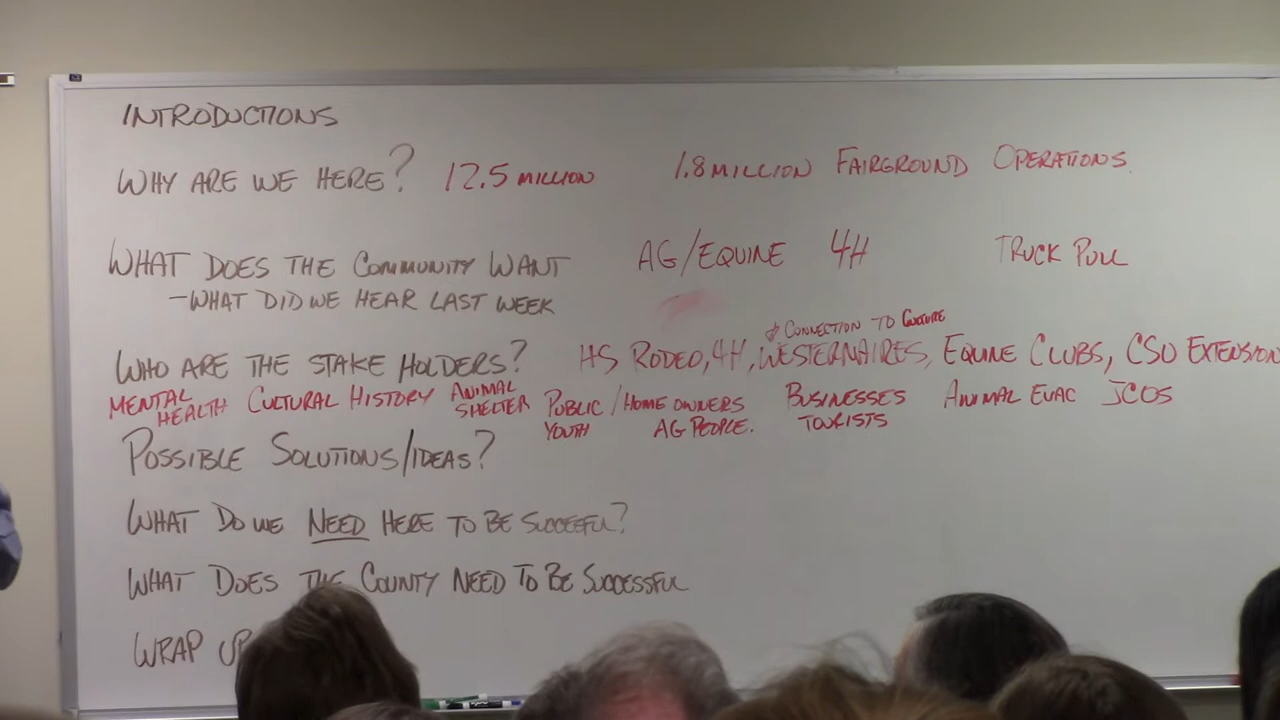 INTRODUCTIONS
WHY ARE WE HERE? 12.5 MILLION 1.8 MILLION FAIRGROUND OPERATIONS.
WHAT DOES THE COMMUNITY WANT AG/EQUINE 4H TRUCK PULL
-WHAT DID WE HEAR LAST WEEK
& CONNECTION TO CULTURE
WHO ARE THE STAKE HOLDERS? HS RODEO, 4H, WESTERNAIRES, EQUINE CLUBS, CSU EXTENSION
MENTAL HEALTH CULTURAL HISTORY ANIMAL SHELTER PUBLIC / HOME OWNERS BUSINESSES ANIMAL EVAC JCOS
YOUTH AG PEOPLE. TOURISTS
POSSIBLE SOLUTIONS/IDEAS?
WHAT DO WE NEED HERE TO BE SUCCEFUL?
WHAT DOES THE COUNTY NEED TO BE SUCCESSFUL
WRAP UP